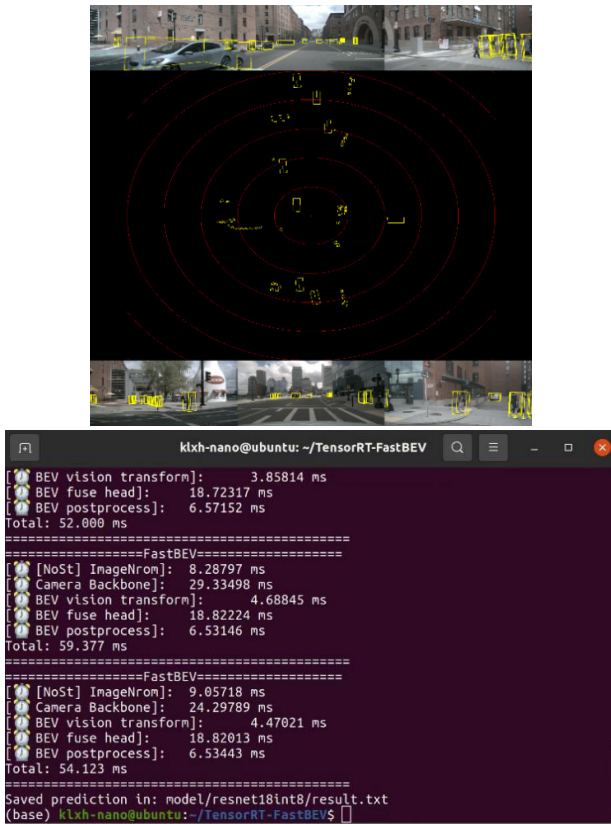 klxh-nano@ubuntu: ~/TensorRT-FastBEV
[⏰ BEV vision transform]: 3.85814 ms
[⏰ BEV fuse head]: 18.72317 ms
[⏰ BEV postprocess]: 6.57152 ms
Total: 52.000 ms
=============================================
==================FastBEV===================
[⏰ [NoSt] ImageNrom]: 8.28797 ms
[⏰ Camera Backbone]: 29.33498 ms
[⏰ BEV vision transform]: 4.68845 ms
[⏰ BEV fuse head]: 18.82224 ms
[⏰ BEV postprocess]: 6.53146 ms
Total: 59.377 ms
=============================================
==================FastBEV===================
[⏰ [NoSt] ImageNrom]: 9.05718 ms
[⏰ Camera Backbone]: 24.29789 ms
[⏰ BEV vision transform]: 4.47021 ms
[⏰ BEV fuse head]: 18.82013 ms
[⏰ BEV postprocess]: 6.53443 ms
Total: 54.123 ms
=============================================
Saved prediction in: model/resnet18int8/result.txt
(base) klxh-nano@ubuntu:~/TensorRT-FastBEV$